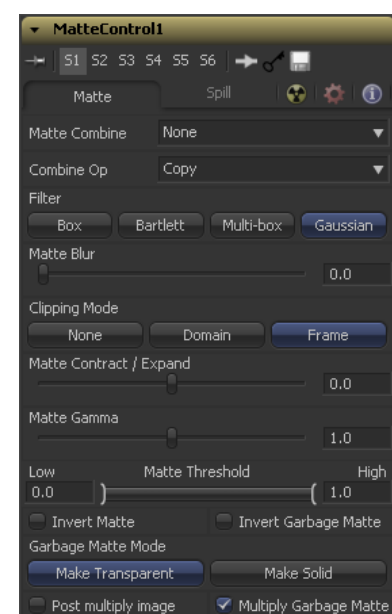 MatteControl1
S1 S2 S3 S4 S5 S6
Matte Spill
Matte Combine None
Combine Op Copy
Filter
Box Bartlett Multi-box Gaussian
Matte Blur
0.0
Clipping Mode
None Domain Frame
Matte Contract / Expand
0.0
Matte Gamma
1.0
Low Matte Threshold High
0.0 1.0
Invert Matte Invert Garbage Matte
Garbage Matte Mode
Make Transparent Make Solid
Post multiply image Multiply Garbage Matte